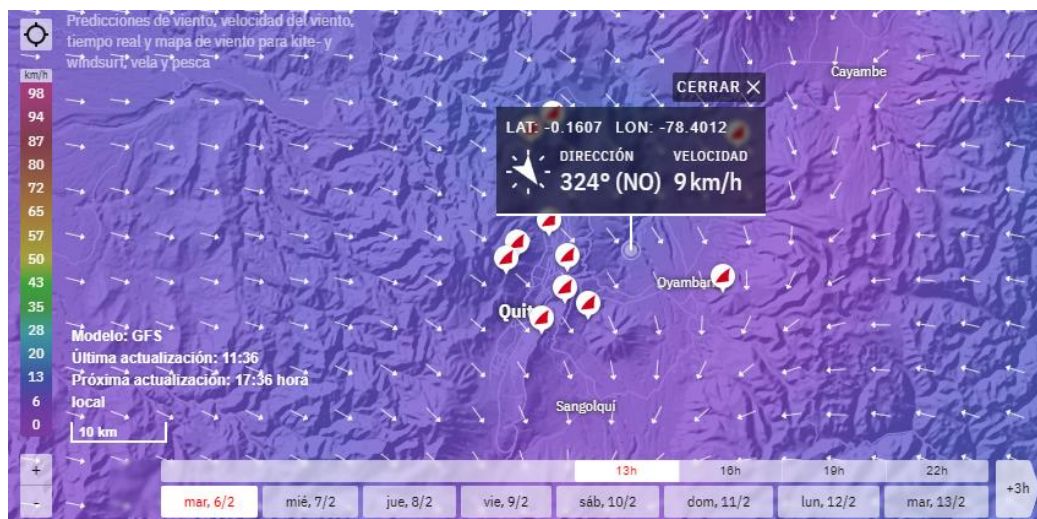 Predicciones de viento, velocidad del viento,
tiempo real y mapa de viento para kite- y
windsurf, vela y pesca
km/h
98
94
87
80
72
65
57
50
43
35
28
20
13
6
0
Cayambe
CERRAR ×
LAT: -0.1607 LON: -78.4012
DIRECCIÓN VELOCIDAD
324° (NO) 9 km/h
Quit
Sangolquí
Modelo: GFS
Última actualización: 11:36
Próxima actualización: 17:36 hora
local
10 km
+
-
13h 16h 19h 22h
mar, 6/2 mié, 7/2 jue, 8/2 vie, 9/2 sáb, 10/2 dom, 11/2 lun, 12/2 mar, 13/2
+3h